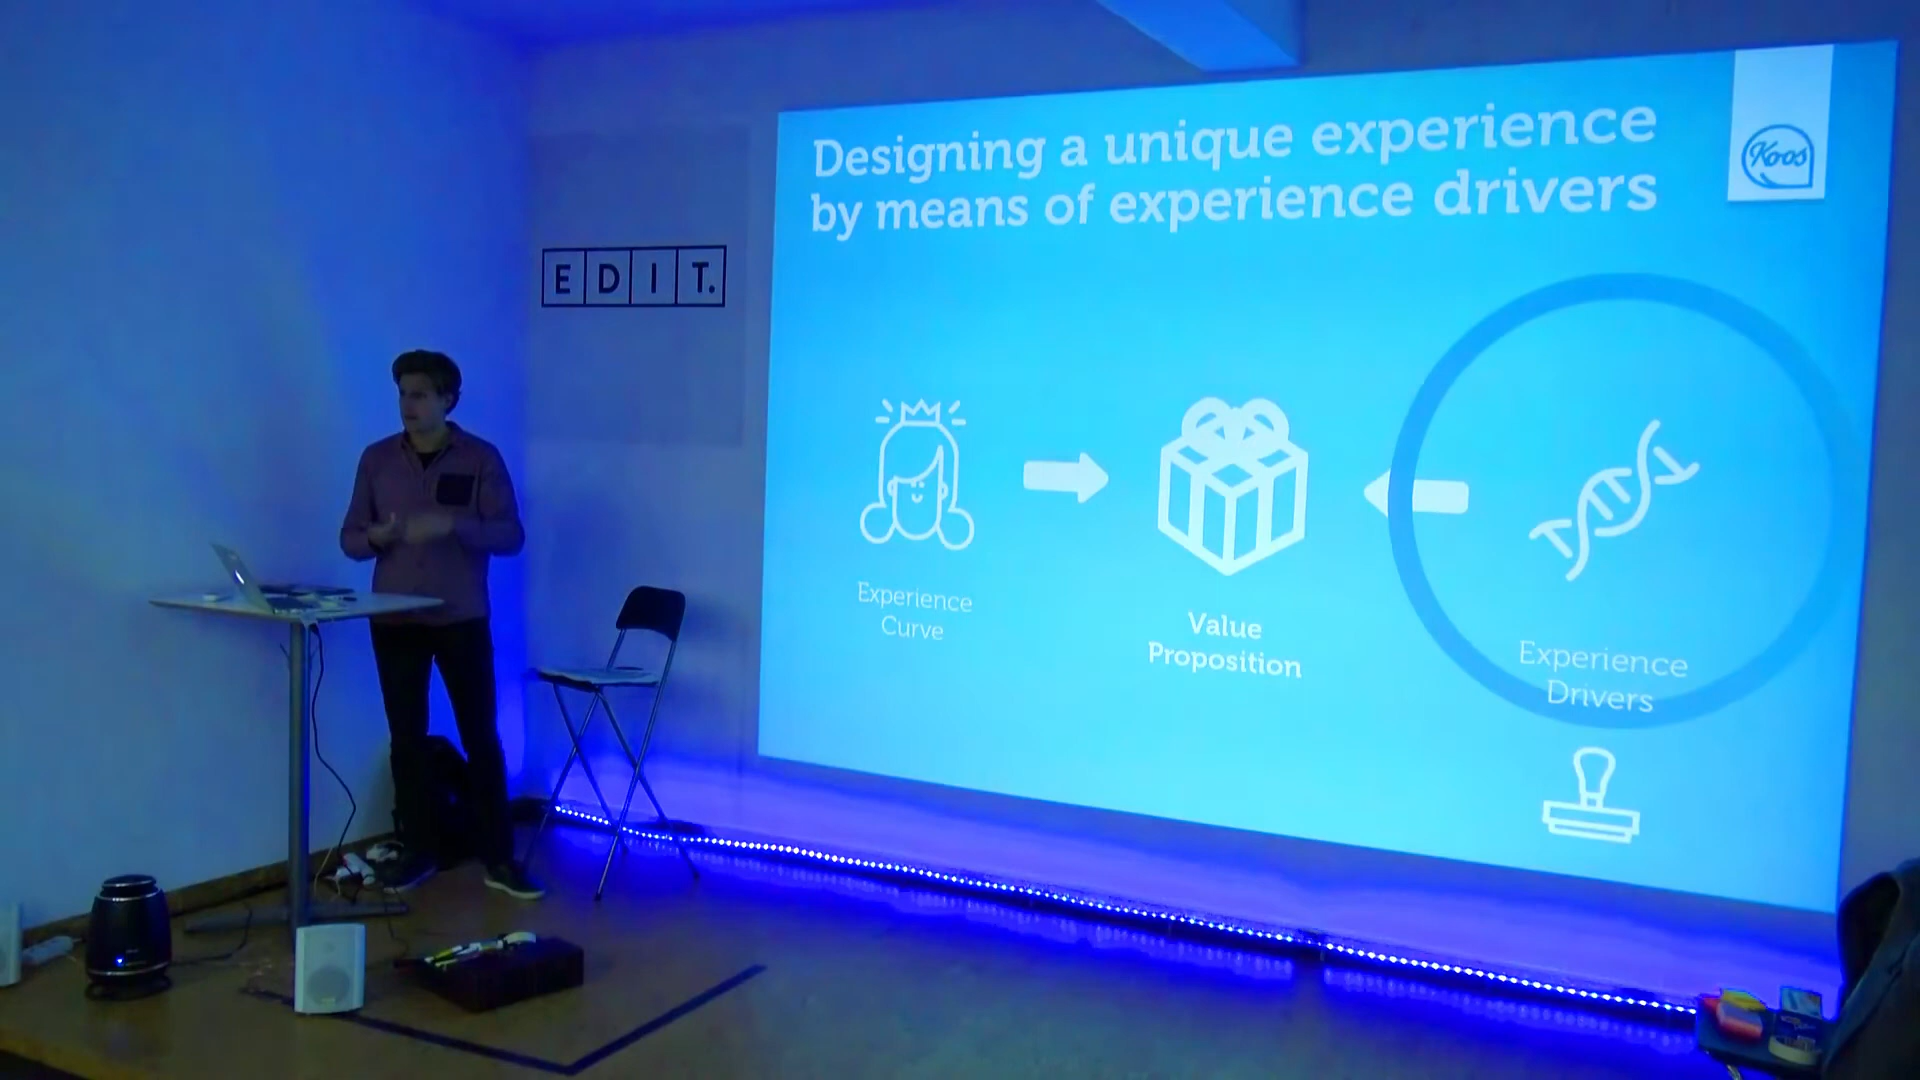 Designing a unique experience
by means of experience drivers
Koos
EDIT.
Experience
Curve
Value
Proposition
Experience
Drivers